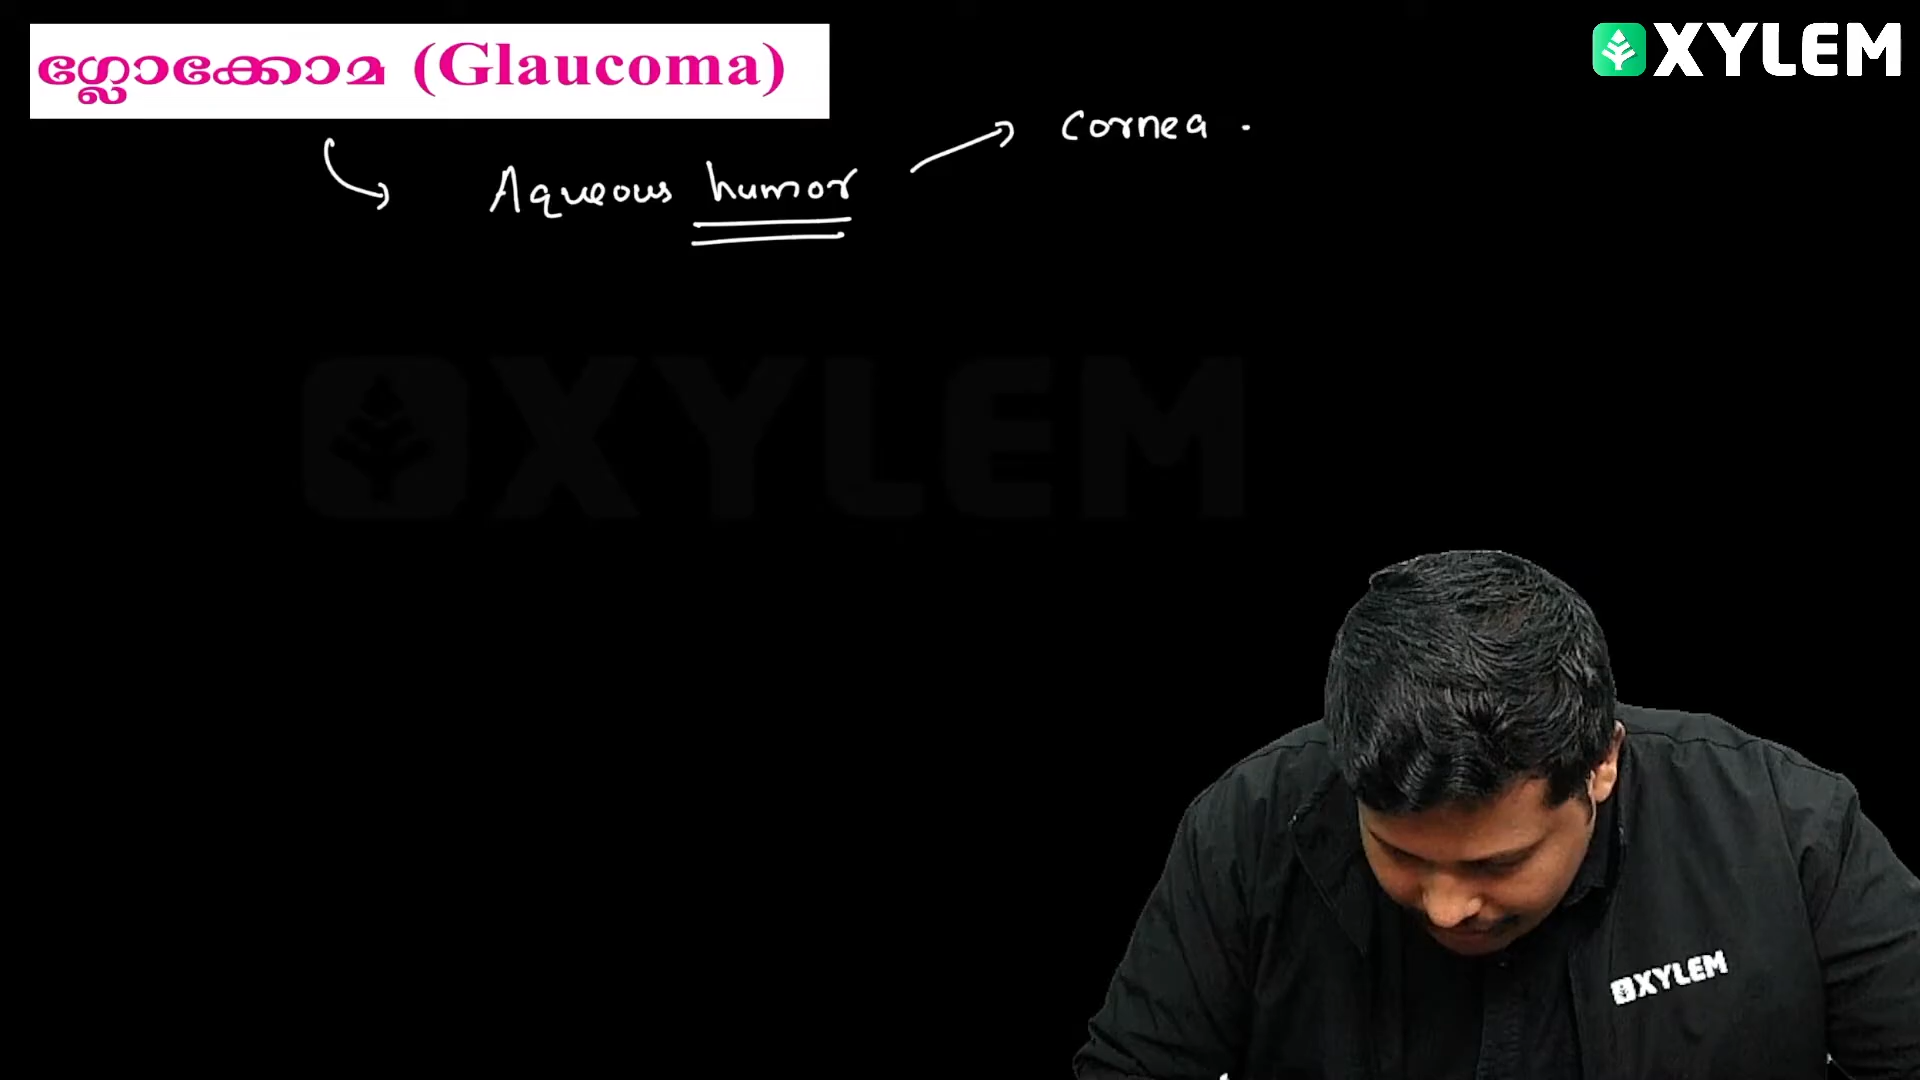 ഗ്ലോക്കോമ (Glaucoma)
XYLEM
cornea .
Aqueous humor
XYLEM
XYLEM